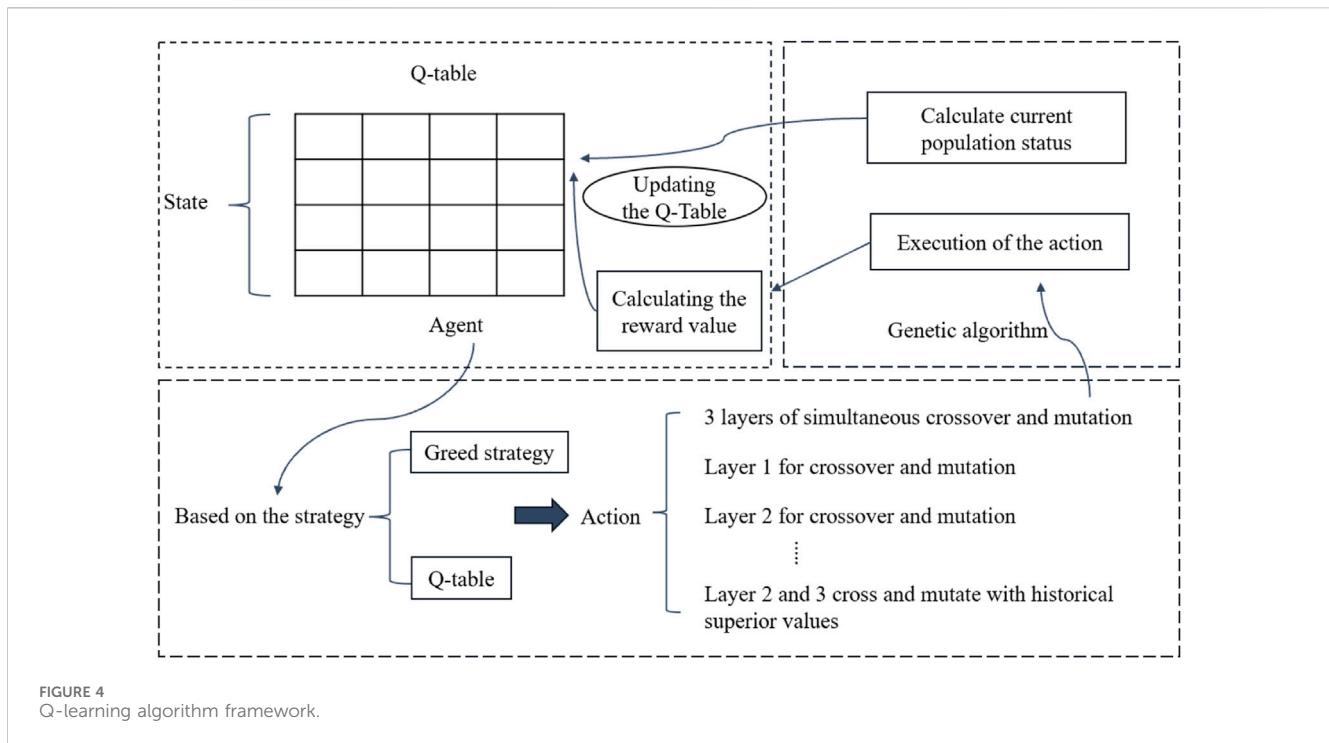 Q-table
State
Agent
Updating
the Q-Table
Calculating the
reward value
Calculate current
population status
Execution of the action
Genetic algorithm
Based on the strategy
Greed strategy
Q-table
Action
3 layers of simultaneous crossover and mutation
Layer 1 for crossover and mutation
Layer 2 for crossover and mutation
Layer 2 and 3 cross and mutate with historical
superior values
FIGURE 4
Q-learning algorithm framework.